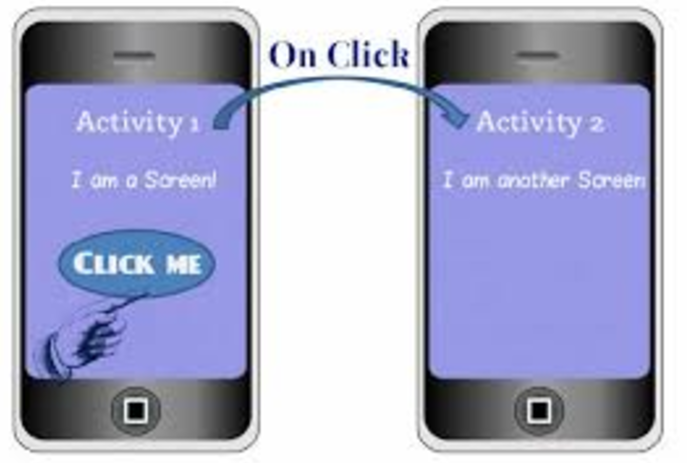 On Click
Activity 1
I am a Screen!
CLICK ME
Activity 2
I am another Screen